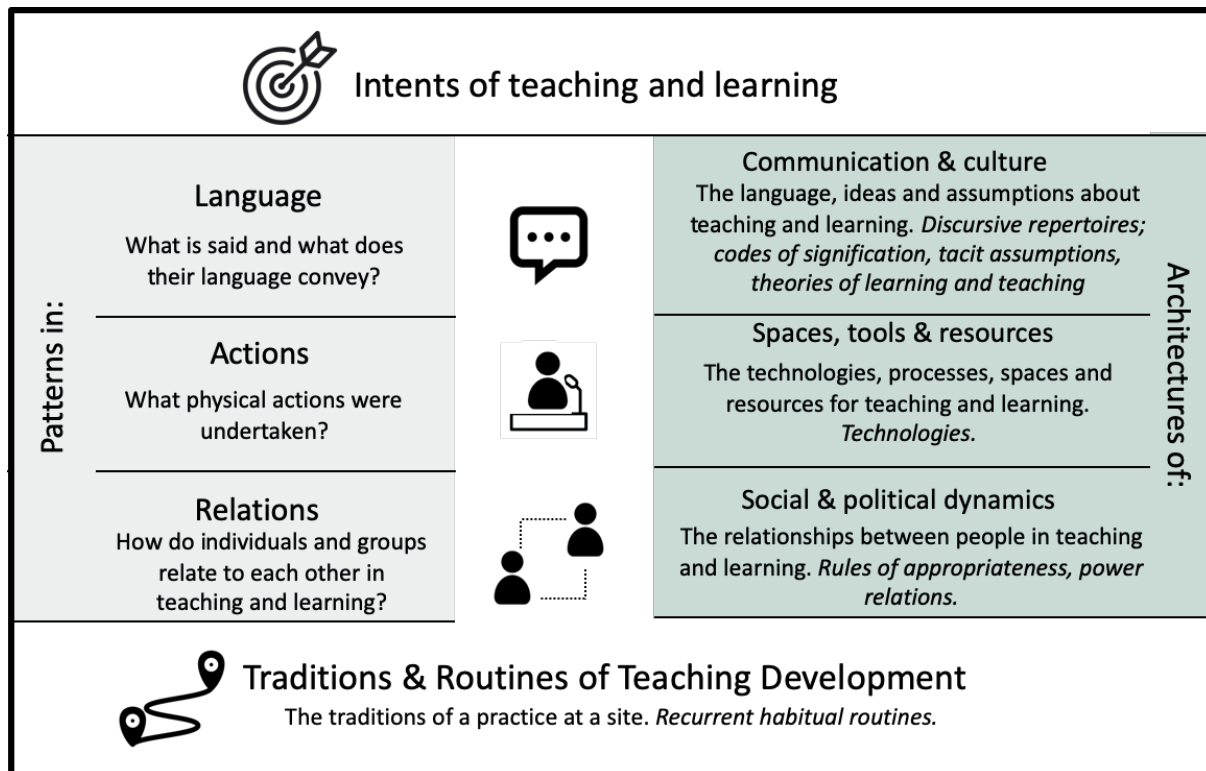 Intents of teaching and learning
Patterns in:
Language
What is said and what does
their language convey?
Actions
What physical actions were
undertaken?
Relations
How do individuals and groups
relate to each other in
teaching and learning?
Communication & culture
The language, ideas and assumptions about
teaching and learning. Discursive repertoires;
codes of signification, tacit assumptions,
theories of learning and teaching
Spaces, tools & resources
The technologies, processes, spaces and
resources for teaching and learning.
Technologies.
Social & political dynamics
The relationships between people in teaching
and learning. Rules of appropriateness, power
relations.
Architectures of:
Traditions & Routines of Teaching Development
The traditions of a practice at a site. Recurrent habitual routines.